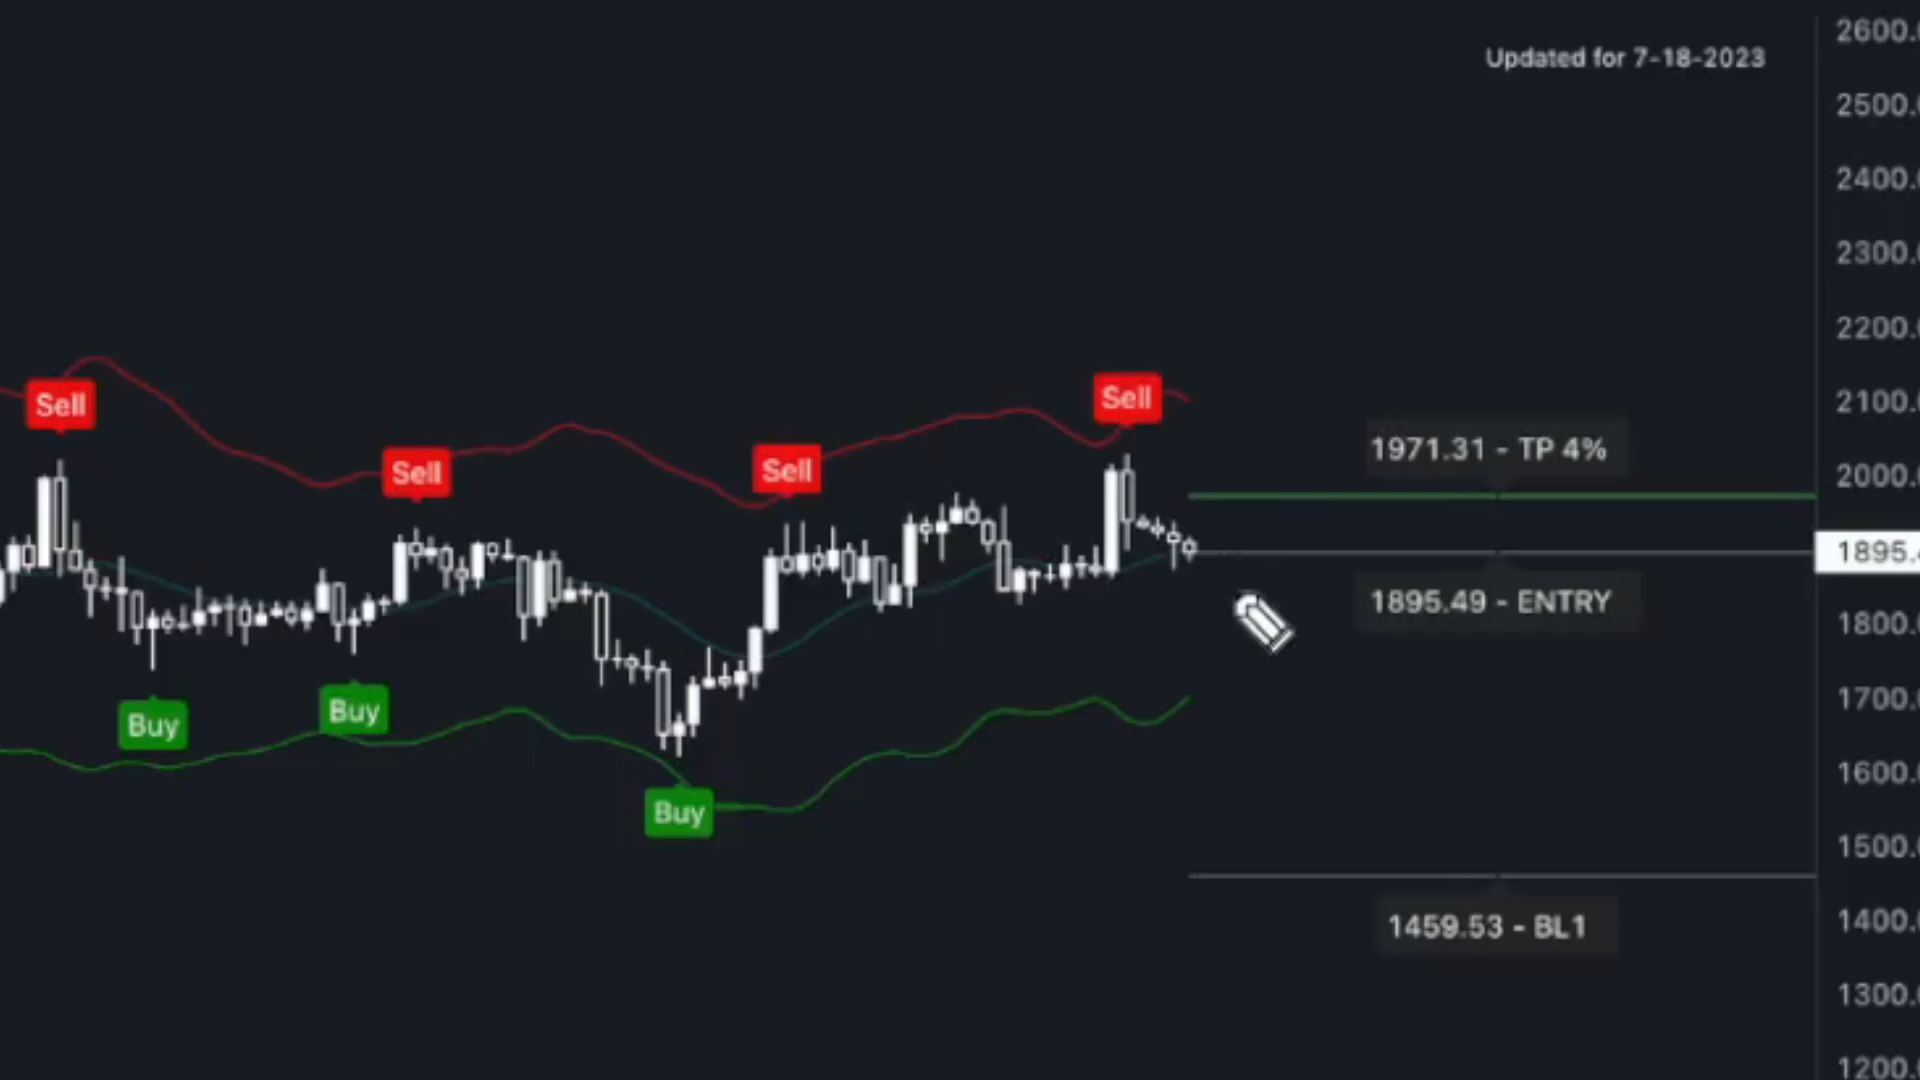 Updated for 7-18-2023
Sell
Sell
Sell
Sell
Buy
Buy
Buy
1971.31 - TP 4%
1895.49 - ENTRY
1459.53 - BL1
2600.
2500.
2400.
2300.
2200.
2100.
2000.
1895.
1800.
1700.
1600.
1500.
1400.
1300.
1200.